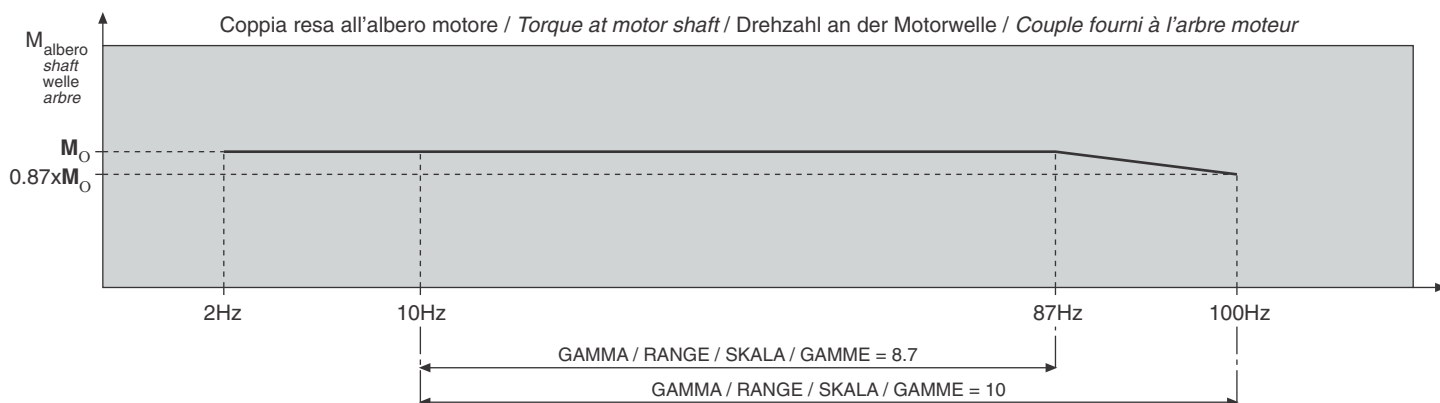 Coppia resa all'albero motore / Torque at motor shaft / Drehzahl an der Motorwelle / Couple fourni à l'arbre moteur
M albero
shaft
welle
arbre
MO
0.87xMO
2Hz 10Hz 87Hz 100Hz
GAMMA / RANGE / SKALA / GAMME = 8.7
GAMMA / RANGE / SKALA / GAMME = 10